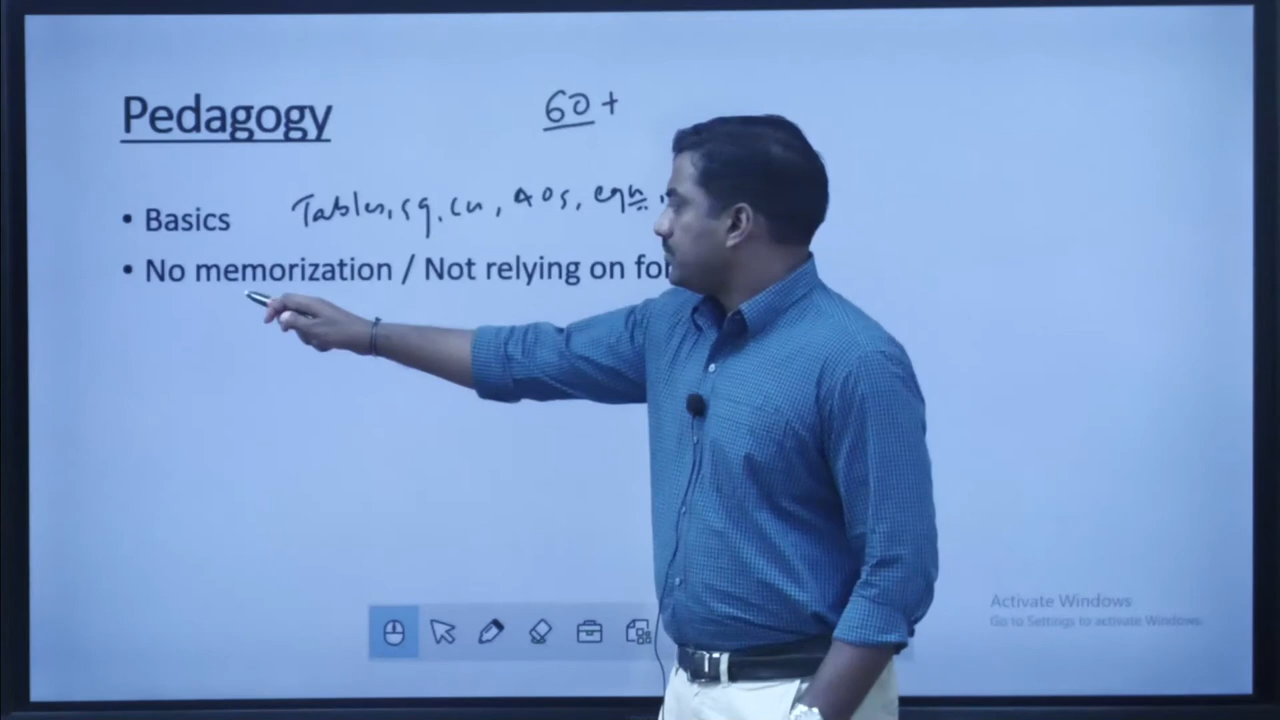 Pedagogy
60+
• Basics
Tables, sq, cu,
• No memorization / Not relying on for
Activate Windows
Go to Settings to activate Windows.